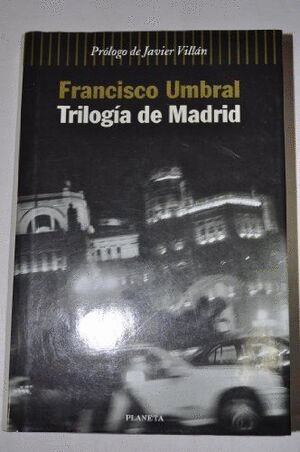 Prólogo de Javier Villán
Francisco Umbral
Trilogía de Madrid
PLANETA